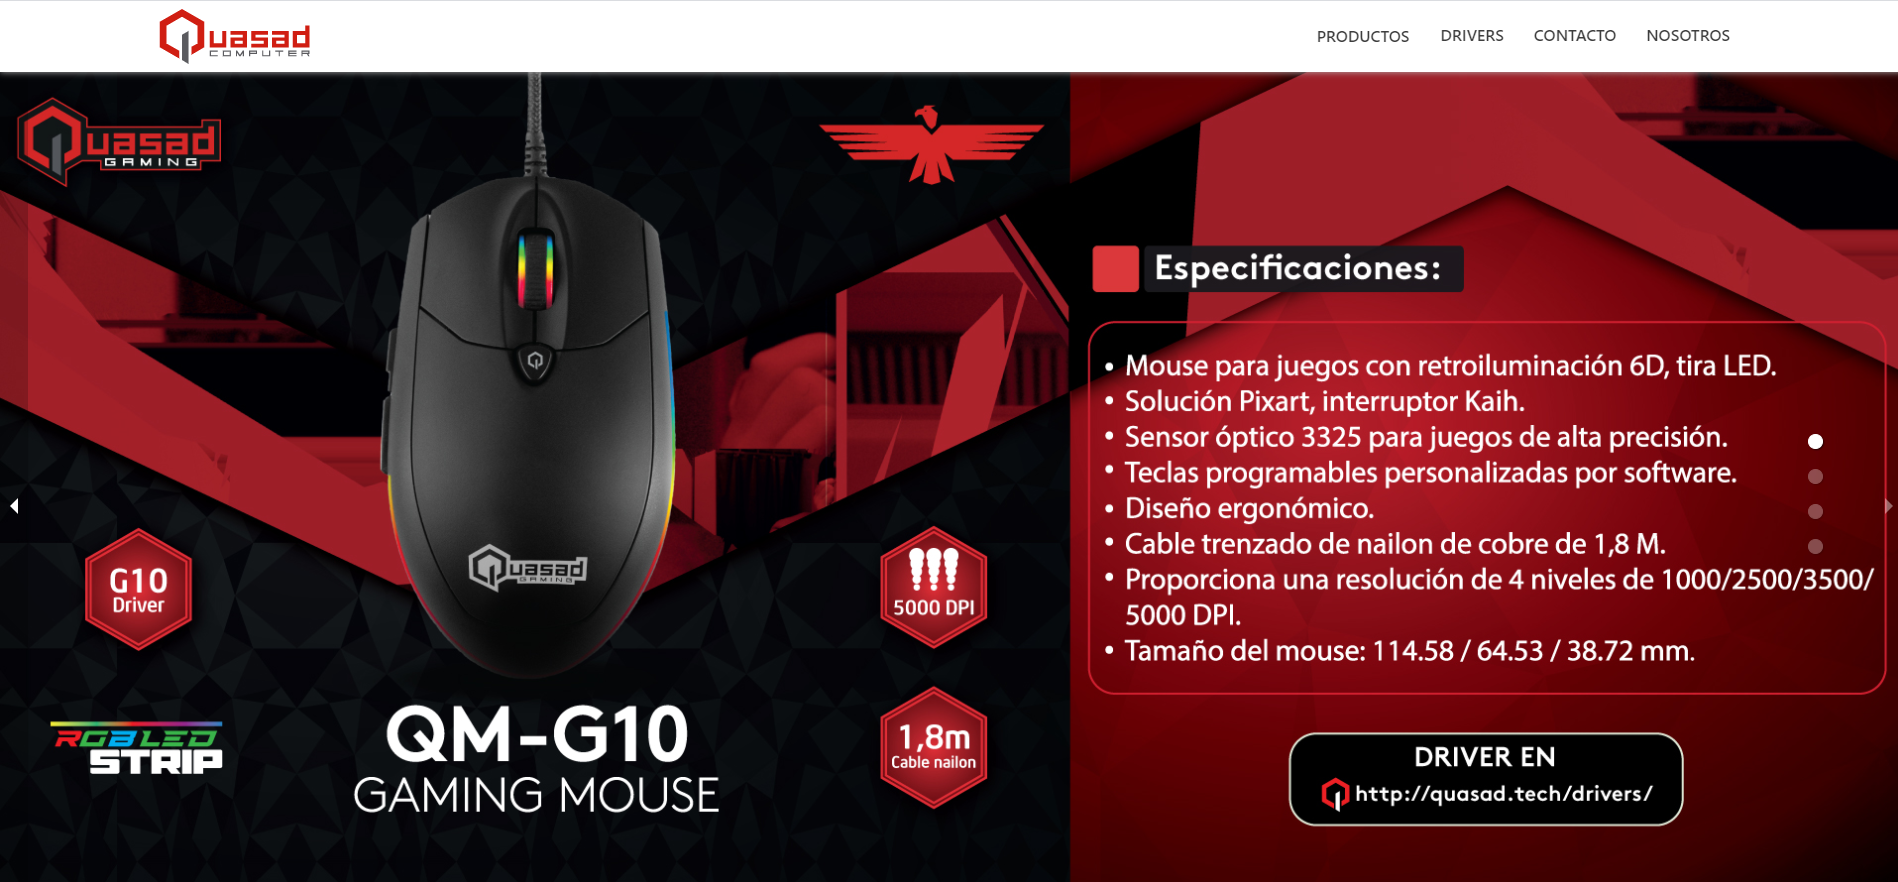 Quasad
COMPUTER
PRODUCTOS
DRIVERS
CONTACTO
NOSOTROS
Quasad
GAMING
Quasad
GAMING
G10
Driver
5000 DPI
1,8m
Cable nailon
RGB LED
STRIP
QM-G10
GAMING MOUSE
Especificaciones:
• Mouse para juegos con retroiluminación 6D, tira LED.
• Solución Pixart, interruptor Kaih.
• Sensor óptico 3325 para juegos de alta precisión.
• Teclas programables personalizadas por software.
• Diseño ergonómico.
• Cable trenzado de nailon de cobre de 1,8 M.
• Proporciona una resolución de 4 niveles de 1000/2500/3500/
5000 DPI.
• Tamaño del mouse: 114.58 / 64.53 / 38.72 mm.
DRIVER EN
http://quasad.tech/drivers/